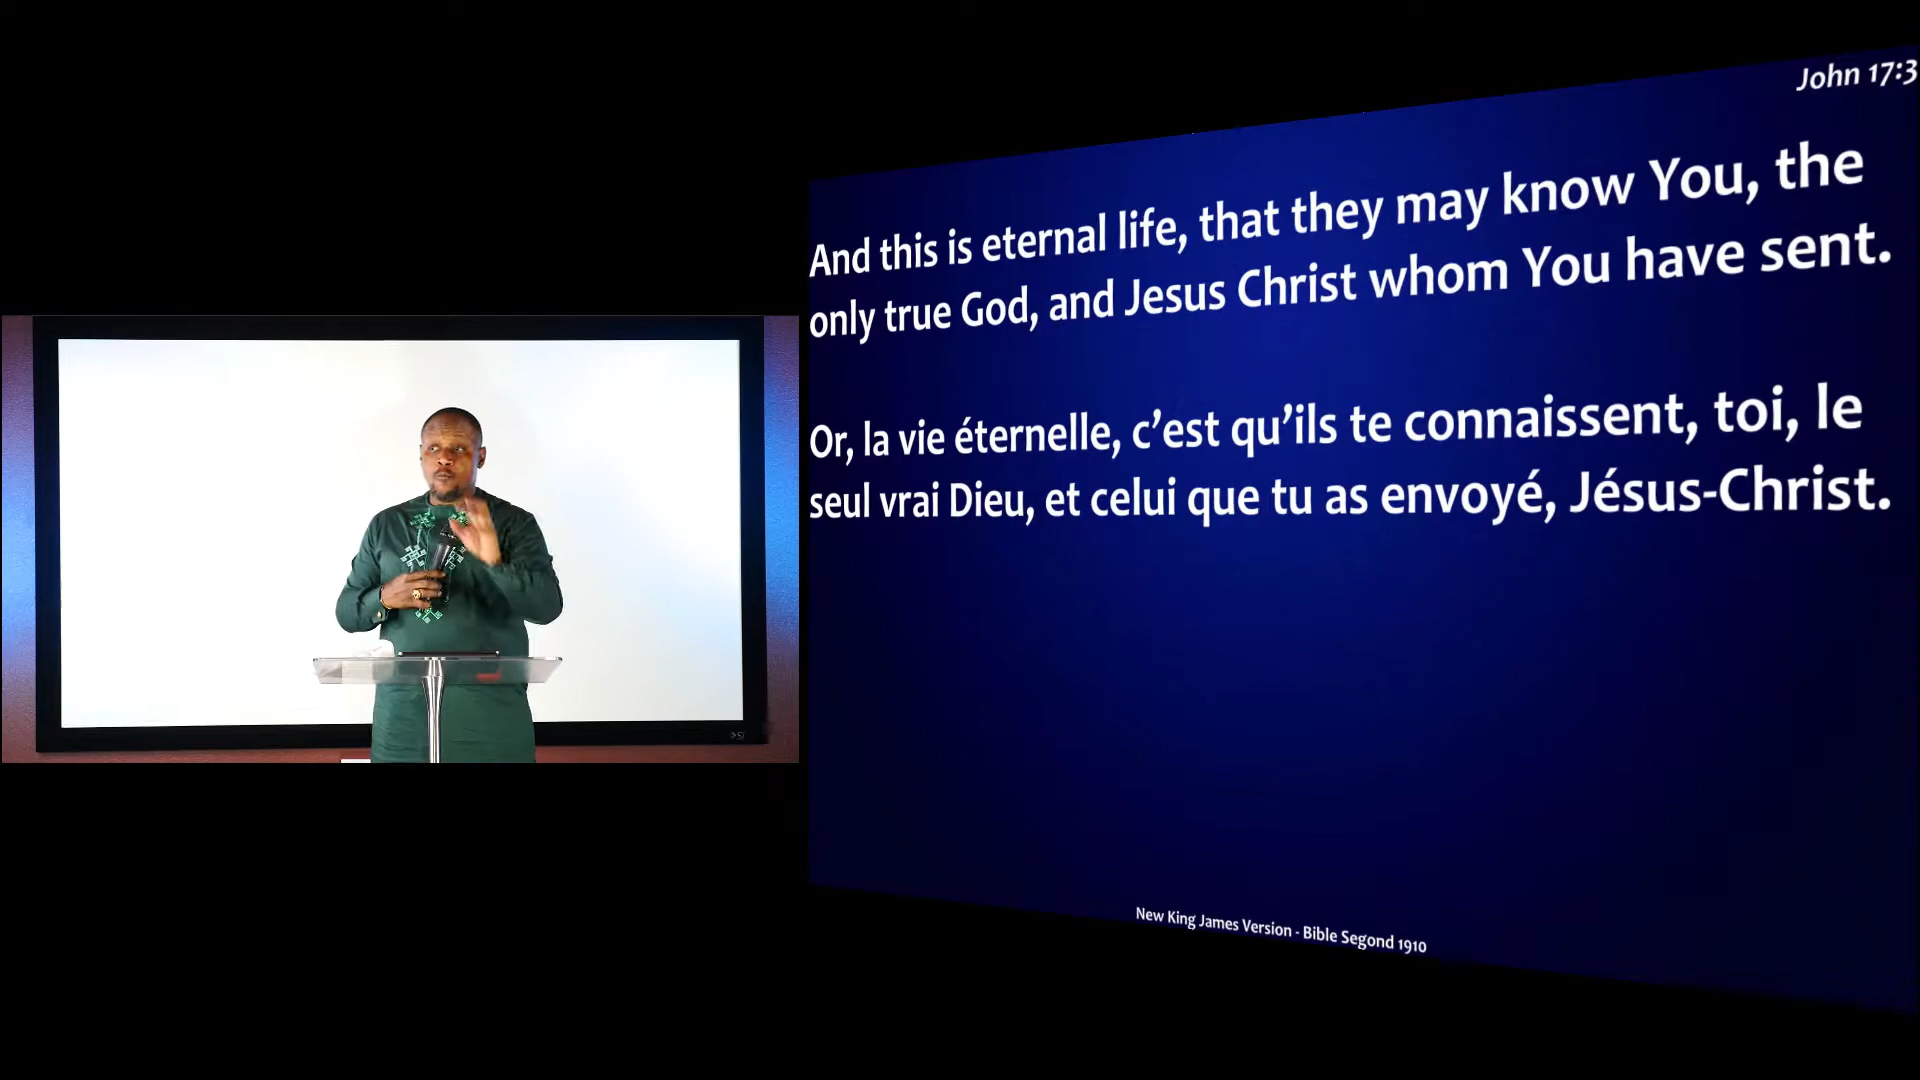 John 17:3
And this is eternal life, that they may know You, the
only true God, and Jesus Christ whom You have sent.
Or, la vie éternelle, c’est qu’ils te connaissent, toi, le
seul vrai Dieu, et celui que tu as envoyé, Jésus-Christ.
New King James Version - Bible Segond 1910